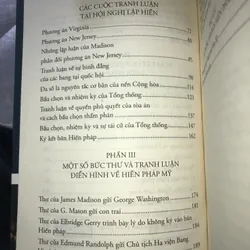 CÁC CUỘC TRANH LUẬN
TẠI HỘI NGHỊ LẬP HIẾN
Phương án Virginia 72
Phương án New Jersey 77
Những lập luận của Madison
phản đối phương án New Jersey
Tranh luận về sự bình đẳng
của các bang tại quốc hội
Đa số là nguyên tắc cơ bản của nền Cộng hòa
Bầu chọn và nhiệm kỳ của Tổng thống
Tranh luận về quyền phủ quyết của tòa án
và cách bầu chọn thẩm phán
Bầu chọn, nhiệm kỳ và sự tái cử của Tổng thống
Ký kết bản Hiến pháp
PHẦN III
MỘT SỐ BỨC THƯ VÀ TRANH LUẬN
ĐIỂN HÌNH VỀ HIẾN PHÁP MỸ
Thư của James Madison gửi George Washington 176
Thư của G. Mason gửi con trai
Thư của Elbridge Gerry trình bày lý do không ký vào bản
Hiến pháp
Thư của Edmund Randolph gửi Chủ tịch Hạ viện Bang